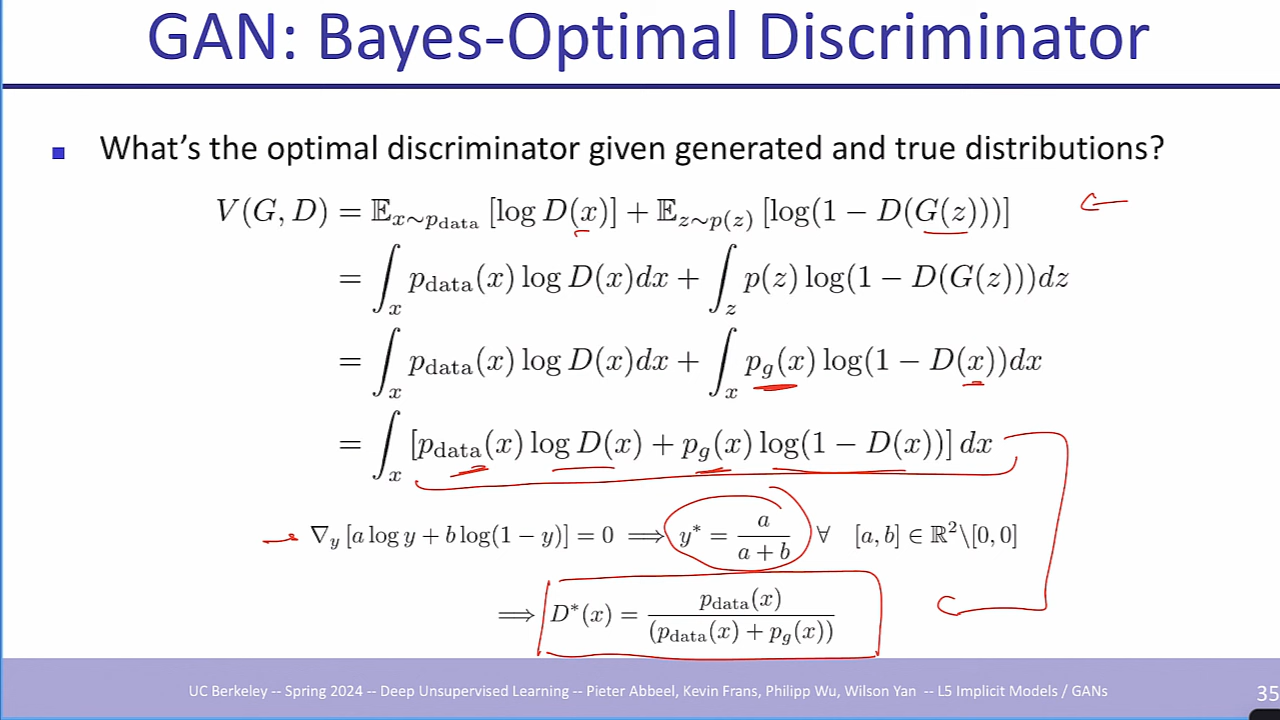 GAN: Bayes-Optimal Discriminator
What's the optimal discriminator given generated and true distributions?
V(G, D) = 𝔼_{x∼p_data} [log D(x)] + 𝔼_{z∼p(z)} [log(1 − D(G(z)))]
= ∫_x p_data(x) log D(x)dx + ∫_z p(z) log(1 − D(G(z)))dz
= ∫_x p_data(x) log D(x)dx + ∫_x p_g(x) log(1 − D(x))dx
= ∫_x [p_data(x) log D(x) + p_g(x) log(1 − D(x))] dx
∇_y [a log y + b log(1 − y)] = 0 ⟹ y* = a / (a + b) ∀ [a, b] ∈ ℝ²\[0, 0]
⟹ D*(x) = p_data(x) / (p_data(x) + p_g(x))
UC Berkeley -- Spring 2024 -- Deep Unsupervised Learning -- Pieter Abbeel, Kevin Frans, Philipp Wu, Wilson Yan -- L5 Implicit Models / GANs
35